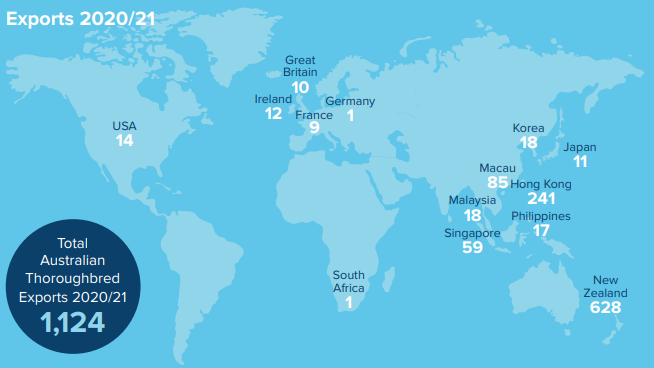 Exports 2020/21
Great
Britain
10
Ireland
12
Germany
1
France
9
USA
14
Korea
18
Japan
11
Macau
85
Hong Kong
241
Malaysia
18
Philippines
17
Singapore
59
South
Africa
1
New
Zealand
628
Total
Australian
Thoroughbred
Exports 2020/21
1,124